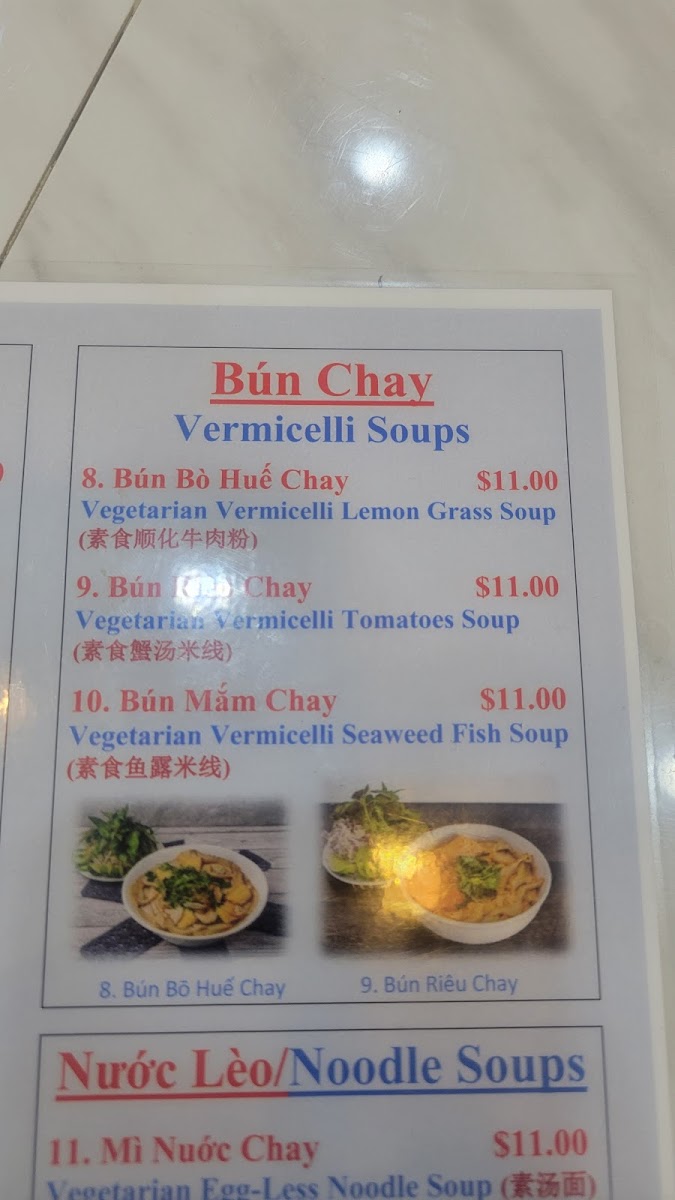 Bún Chay
Vermicelli Soups
8. Bún Bò Huế Chay $11.00
Vegetarian Vermicelli Lemon Grass Soup
(素食顺化牛肉粉)
9. Bún Riêu Chay $11.00
Vegetarian Vermicelli Tomatoes Soup
(素食蟹汤米线)
10. Bún Mắm Chay $11.00
Vegetarian Vermicelli Seaweed Fish Soup
(素食鱼露米线)
8. Bún Bō Huế Chay
9. Bún Riêu Chay
Nước Lèo/Noodle Soups
11. Mì Nuớc Chay $11.00
Vegetarian Egg-Less Noodle Soup (素汤面)